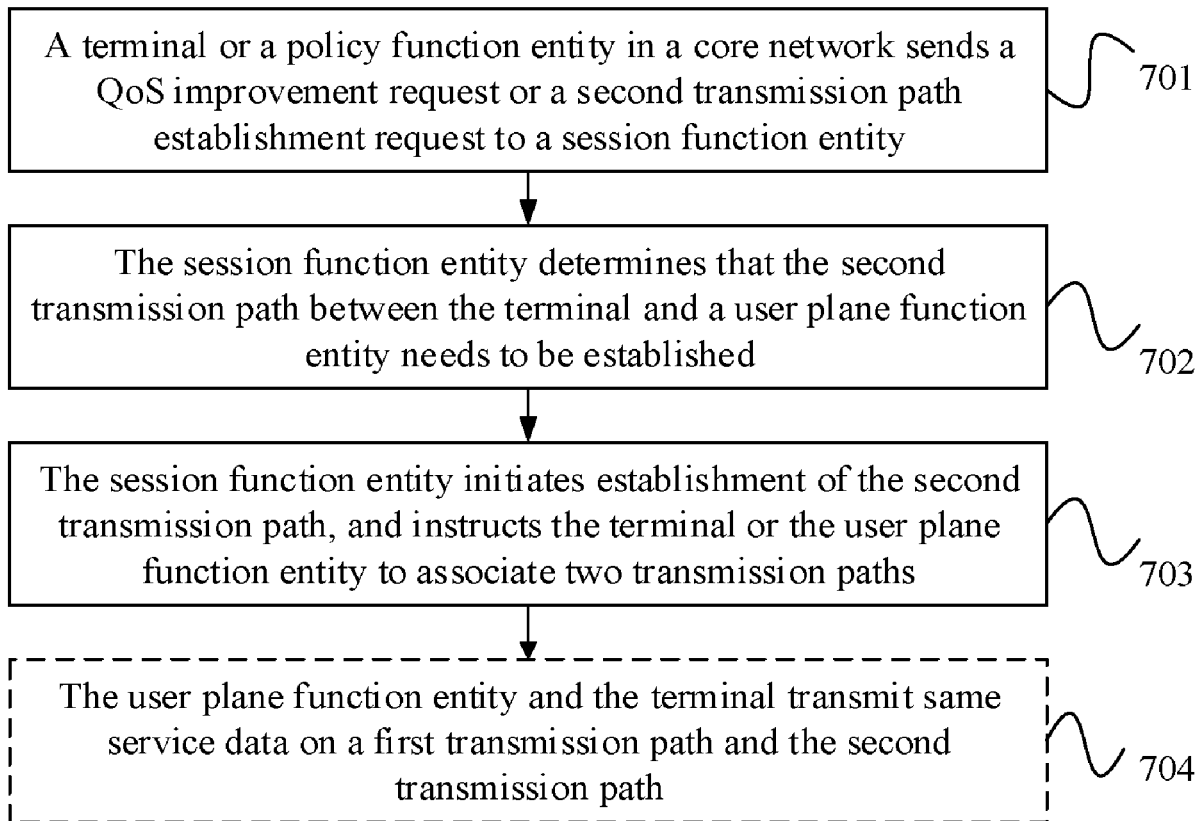 A terminal or a policy function entity in a core network sends a
QoS improvement request or a second transmission path
establishment request to a session function entity
701
The session function entity determines that the second
transmission path between the terminal and a user plane function
entity needs to be established
702
The session function entity initiates establishment of the second
transmission path, and instructs the terminal or the user plane
function entity to associate two transmission paths
703
The user plane function entity and the terminal transmit same
service data on a first transmission path and the second
transmission path
704